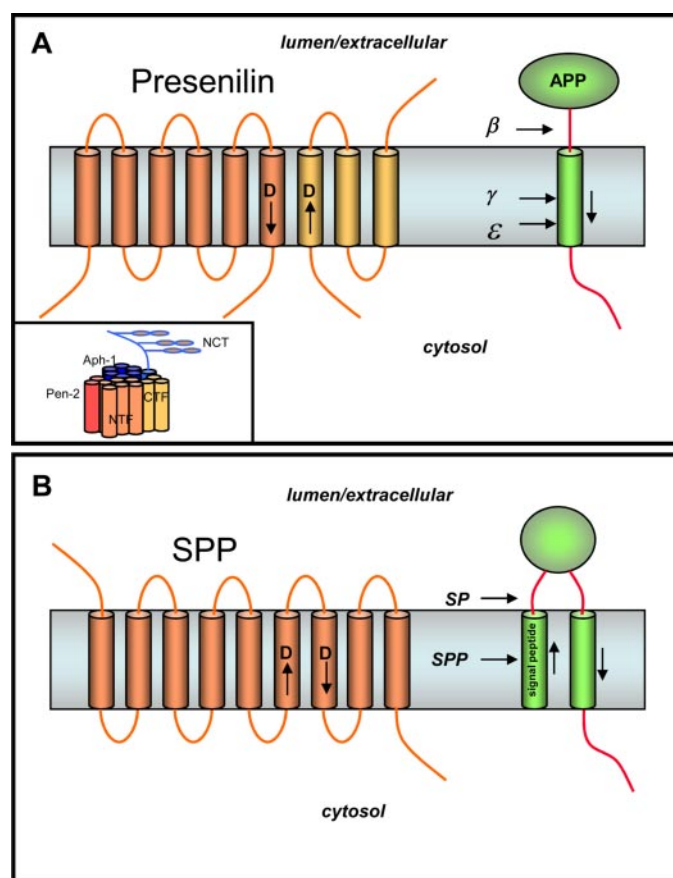 A
lumen/extracellular
Presenilin
APP
β
D
D
γ
ε
cytosol
NCT
Aph-1
Pen-2
CTF
NTF
B
lumen/extracellular
SPP
SP
SPP
signal peptide
D
D
cytosol